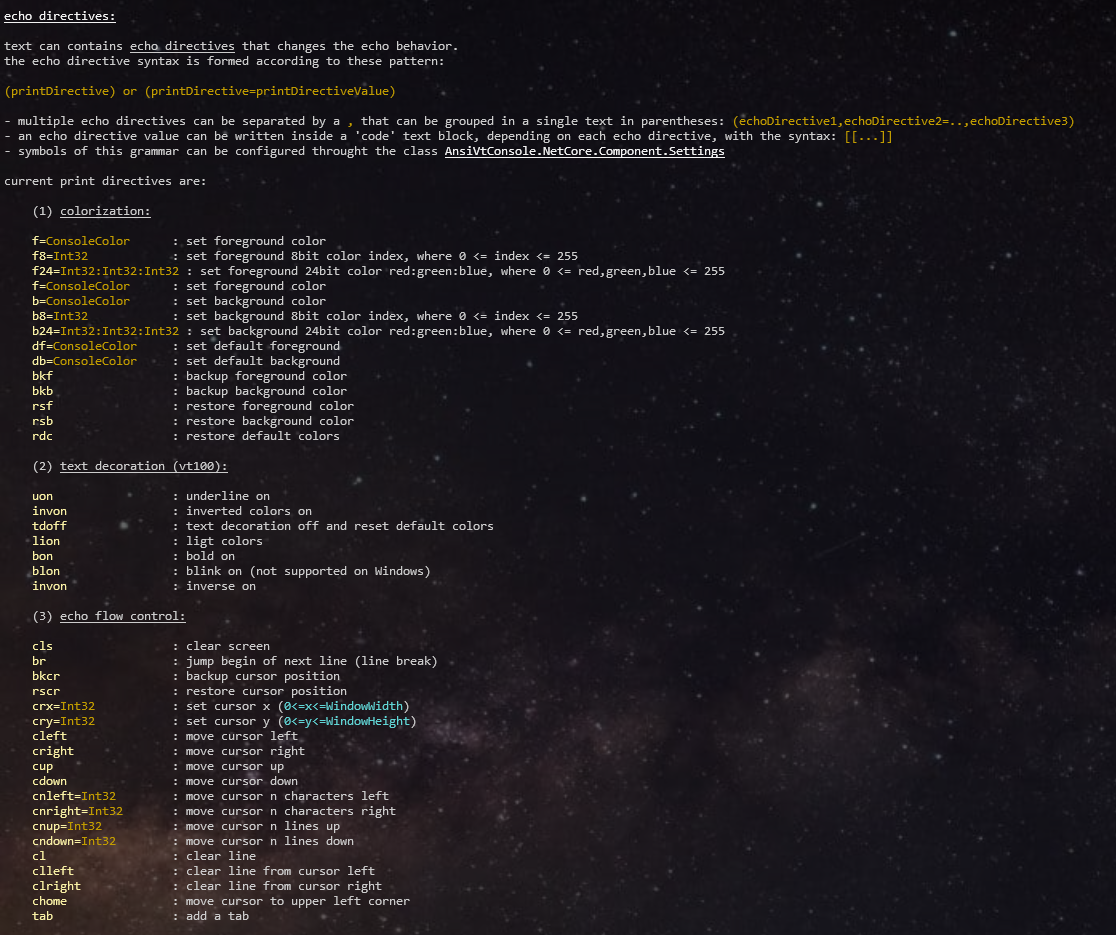 echo directives:
text can contains echo directives that changes the echo behavior.
the echo directive syntax is formed according to these pattern:
(printDirective) or (printDirective=printDirectiveValue)
- multiple echo directives can be separated by a , that can be grouped in a single text in parentheses: (echoDirective1,echoDirective2=..,echoDirective3)
- an echo directive value can be written inside a 'code' text block, depending on each echo directive, with the syntax: [[...]]
- symbols of this grammar can be configured throught the class AnsiVtConsole.NetCore.Component.Settings
current print directives are:
(1) colorization:
f=ConsoleColor : set foreground color
f8=Int32 : set foreground 8bit color index, where 0 <= index <= 255
f24=Int32:Int32:Int32 : set foreground 24bit color red:green:blue, where 0 <= red,green,blue <= 255
f=ConsoleColor : set foreground color
b=ConsoleColor : set background color
b8=Int32 : set background 8bit color index, where 0 <= index <= 255
b24=Int32:Int32:Int32 : set background 24bit color red:green:blue, where 0 <= red,green,blue <= 255
df=ConsoleColor : set default foreground
db=ConsoleColor : set default background
bkf : backup foreground color
bkb : backup background color
rsf : restore foreground color
rsb : restore background color
rdc : restore default colors
(2) text decoration (vt100):
uon : underline on
invon : inverted colors on
tdoff : text decoration off and reset default colors
lion : ligt colors
bon : bold on
blon : blink on (not supported on Windows)
invon : inverse on
(3) echo flow control:
cls : clear screen
br : jump begin of next line (line break)
bkcr : backup cursor position
rscr : restore cursor position
crx=Int32 : set cursor x (0<=x<=WindowWidth)
cry=Int32 : set cursor y (0<=y<=WindowHeight)
cleft : move cursor left
cright : move cursor right
cup : move cursor up
cdown : move cursor down
cnleft=Int32 : move cursor n characters left
cnright=Int32 : move cursor n characters right
cnup=Int32 : move cursor n lines up
cndown=Int32 : move cursor n lines down
cl : clear line
clleft : clear line from cursor left
clright : clear line from cursor right
chome : move cursor to upper left corner
tab : add a tab